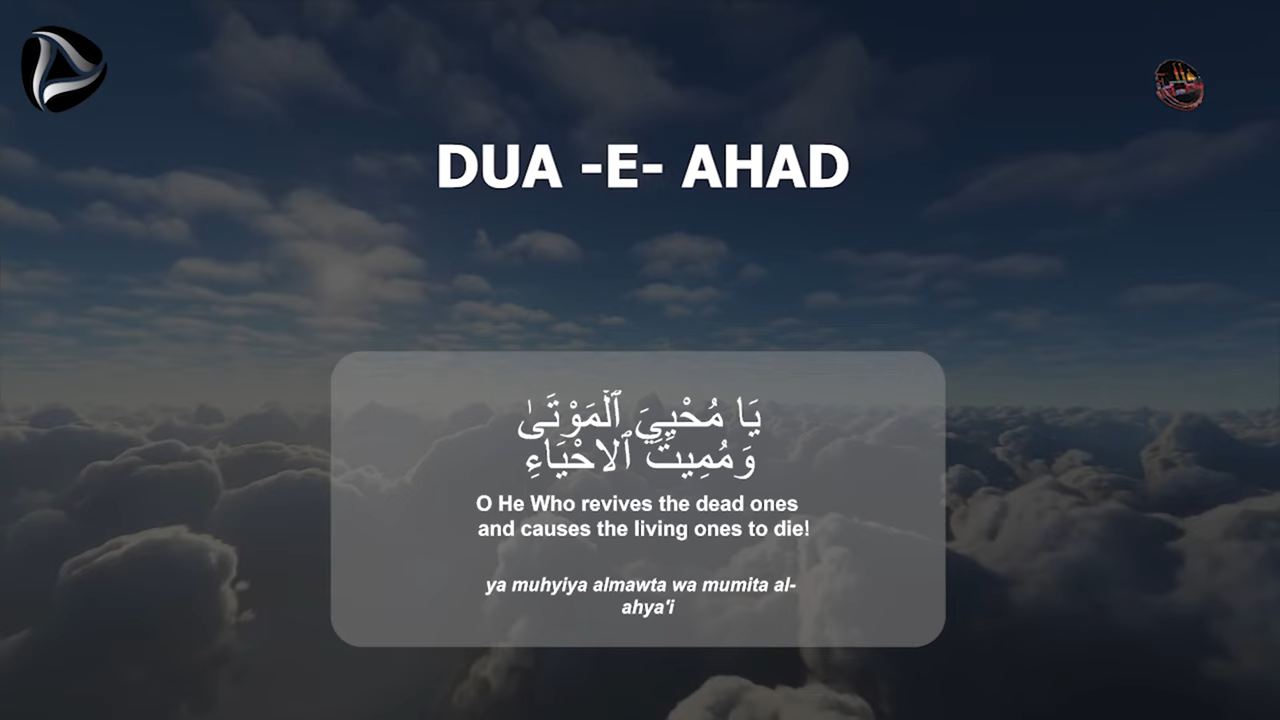 DUA -E- AHAD
يَا مُحْيِيَ ٱلْمَوْتَىٰ
وَمُمِيتَ ٱلاحْيَاءِ
O He Who revives the dead ones
and causes the living ones to die!
ya muhyiya almawta wa mumita al-
ahya'i